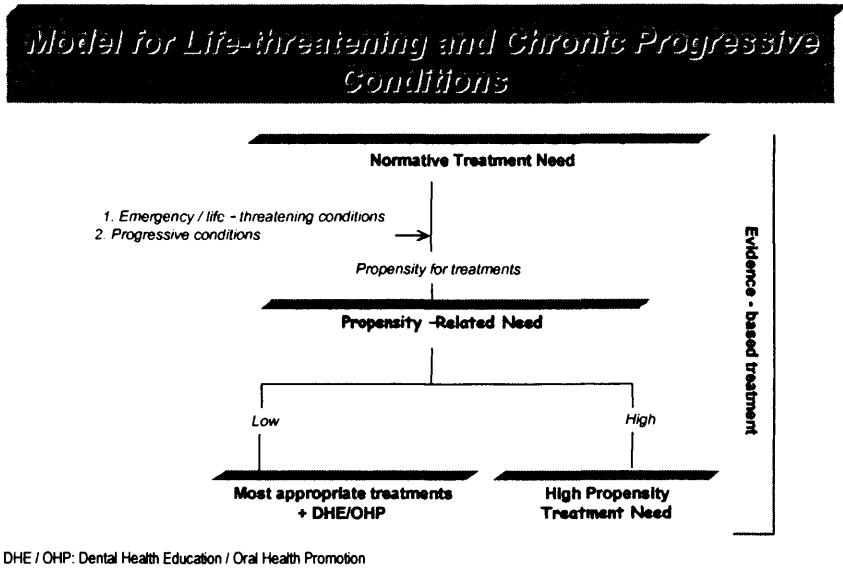 Model for Life-threatening and Chronic Progressive
Conditions
Normative Treatment Need
1. Emergency / life - threatening conditions
2. Progressive conditions
Propensity for treatments
Propensity -Related Need
Low
High
Most appropriate treatments
+ DHE/OHP
High Propensity
Treatment Need
Evidence - based treatment
DHE / OHP: Dental Health Education / Oral Health Promotion